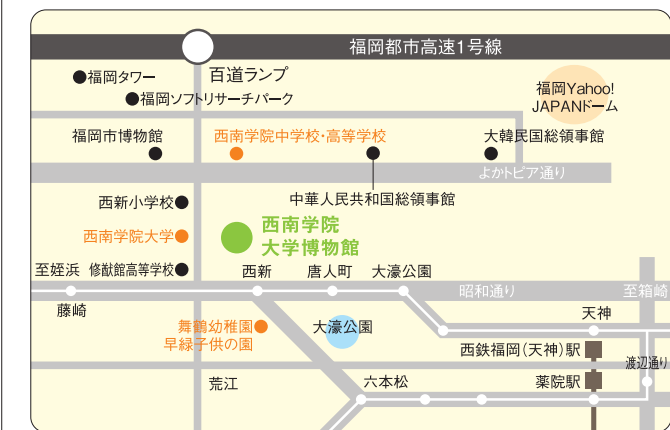 福岡都市高速1号線
百道ランプ
福岡タワー
福岡ソフトリサーチパーク
福岡Yahoo!
JAPANドーム
福岡市博物館
西南学院中学校・高等学校
大韓民国総領事館
よかトピア通り
中華人民共和国総領事館
西新小学校
西南学院大学
西南学院
大学博物館
至姪浜
修猷館高等学校
西新
唐人町
大濠公園
昭和通り
至箱崎
藤崎
天神
舞鶴幼稚園
早緑子供の園
大濠公園
西鉄福岡(天神)駅
渡辺通り
荒江
六本松
薬院駅